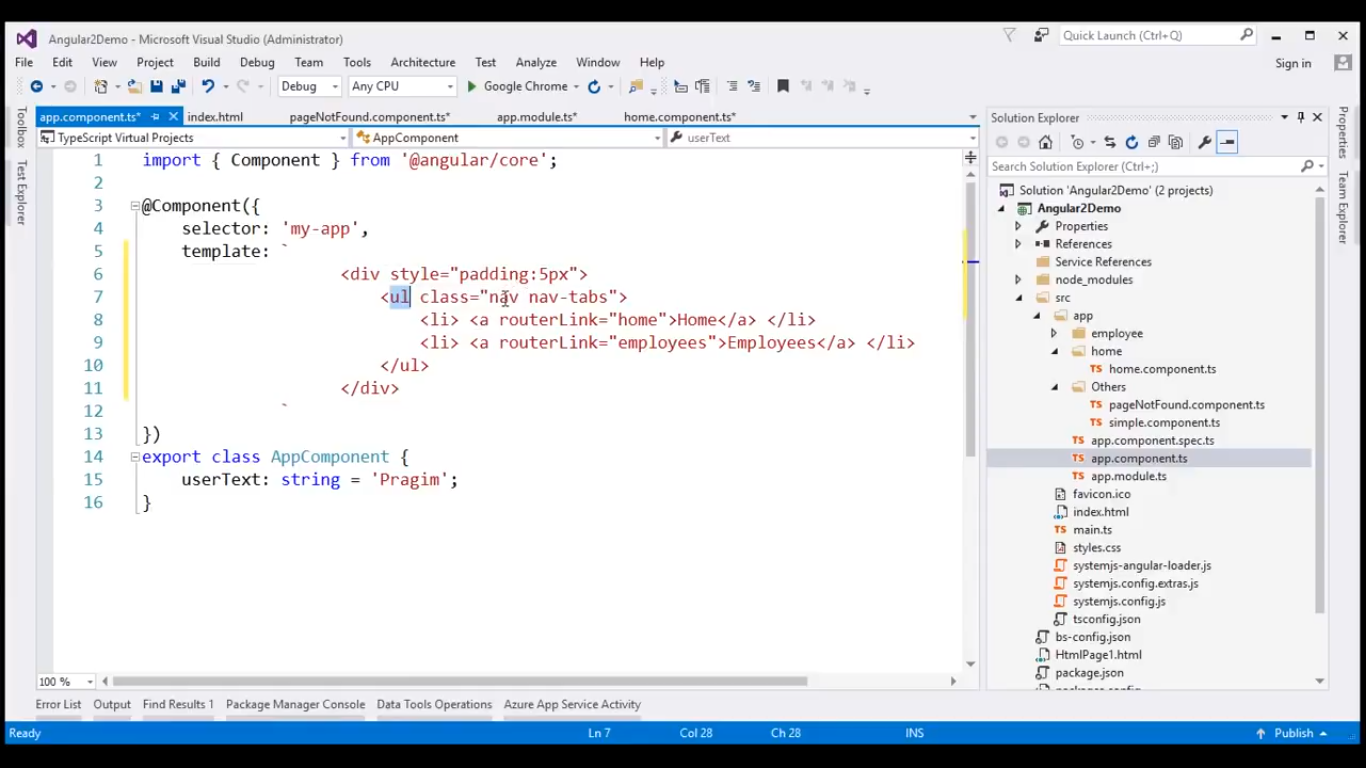 Angular2Demo - Microsoft Visual Studio (Administrator)
Quick Launch (Ctrl+Q)
File Edit View Project Build Debug Team Tools Architecture Test Analyze Window Help
Sign in
Debug Any CPU Google Chrome
app.component.ts* index.html pageNotFound.component.ts* app.module.ts* home.component.ts*
TypeScript Virtual Projects AppComponent userText
Toolbox
Test Explorer
1 import { Component } from '@angular/core';
2
3 @Component({
4 selector: 'my-app',
5 template: `
6 <div style="padding:5px">
7 <ul class="nav nav-tabs">
8 <li> <a routerLink="home">Home</a> </li>
9 <li> <a routerLink="employees">Employees</a> </li>
10 </ul>
11 </div>
12 `
13 })
14 export class AppComponent {
15 userText: string = 'Pragim';
16 }
100 %
Solution Explorer
Search Solution Explorer (Ctrl+;)
Solution 'Angular2Demo' (2 projects)
Angular2Demo
Properties
References
Service References
node_modules
src
app
employee
home
TS home.component.ts
Others
TS pageNotFound.component.ts
TS simple.component.ts
TS app.component.spec.ts
TS app.component.ts
TS app.module.ts
favicon.ico
index.html
TS main.ts
styles.css
systemjs-angular-loader.js
systemjs.config.extras.js
systemjs.config.js
tsconfig.json
bs-config.json
HtmlPage1.html
package.json
Properties
Team Explorer
Error List Output Find Results 1 Package Manager Console Data Tools Operations Azure App Service Activity
Ready Ln 7 Col 28 Ch 28 INS Publish